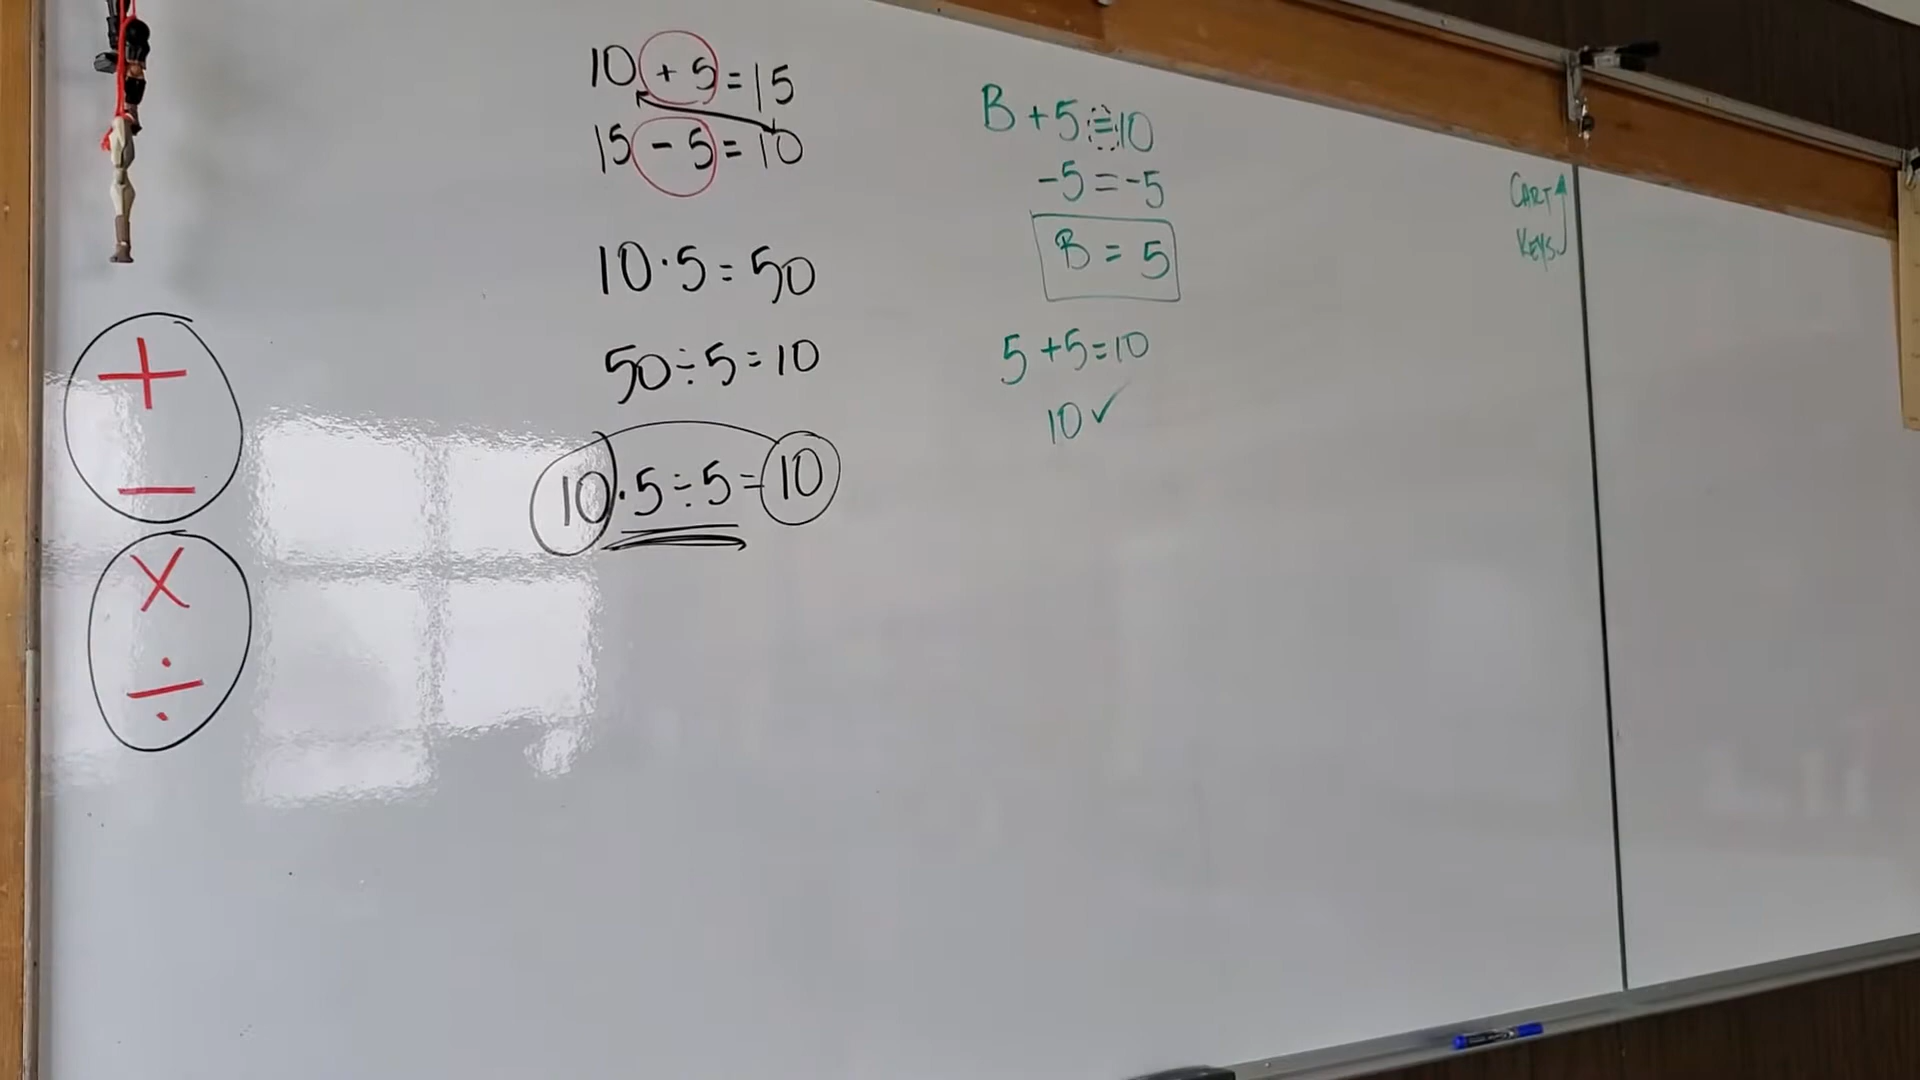 10 + 5 = 15
15 - 5 = 10
10 · 5 = 50
50 ÷ 5 = 10
10 · 5 ÷ 5 = 10
+
−
×
÷
B + 5 = 10
-5 = -5
B = 5
5 + 5 = 10
10 ✓
CART
KEYS